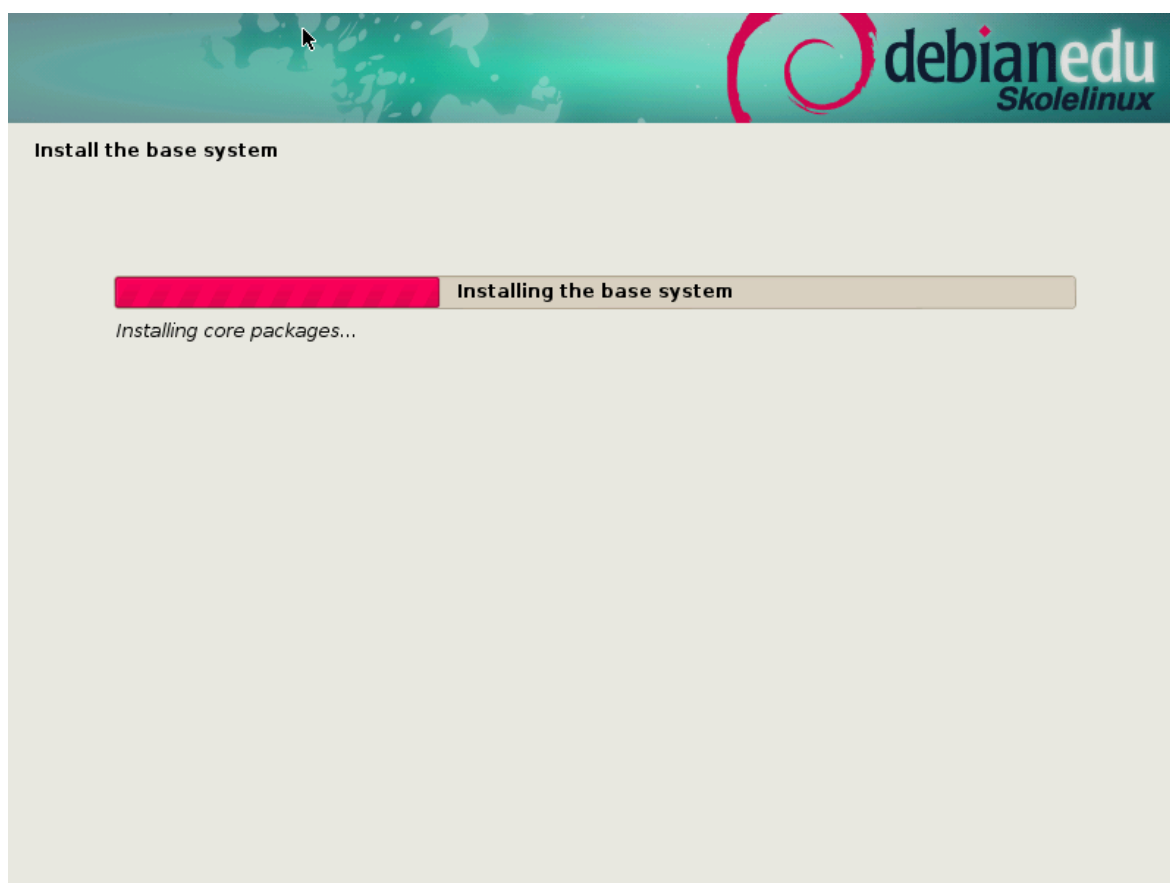 debianedu
Skolelinux
Install the base system
Installing the base system
Installing core packages...